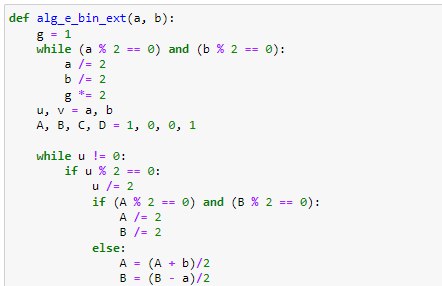 def alg_e_bin_ext(a, b):
    g = 1
    while (a % 2 == 0) and (b % 2 == 0):
        a /= 2
        b /= 2
        g *= 2
    u, v = a, b
    A, B, C, D = 1, 0, 0, 1

    while u != 0:
        if u % 2 == 0:
            u /= 2
            if (A % 2 == 0) and (B % 2 == 0):
                A /= 2
                B /= 2
            else:
                A = (A + b)/2
                B = (B - a)/2